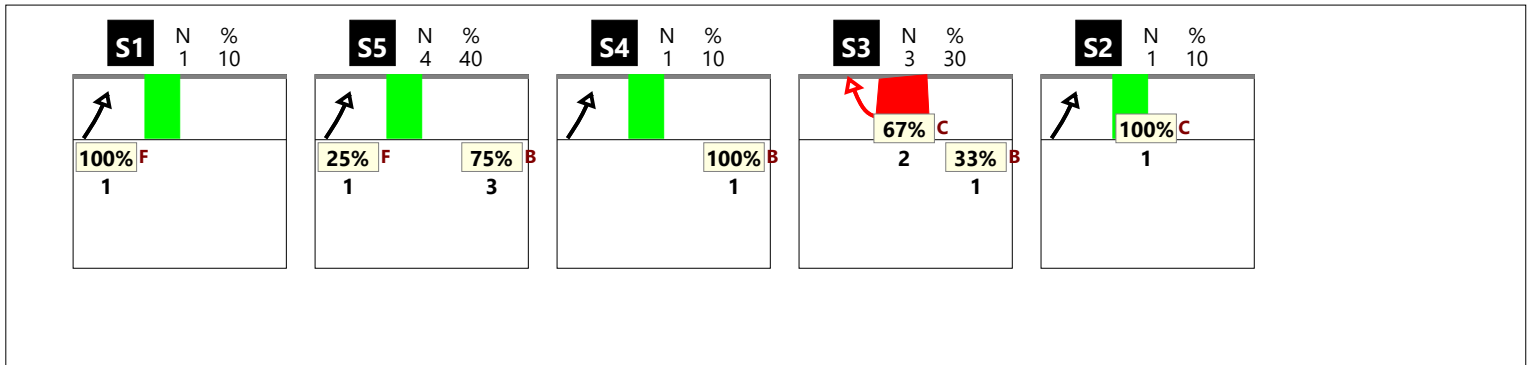 S1 N %
1 10
100% F
1
S5 N %
4 40
25% F 75% B
1 3
S4 N %
1 10
100% B
1
S3 N %
3 30
67% C
2 33% B
1
S2 N %
1 10
100% C
1